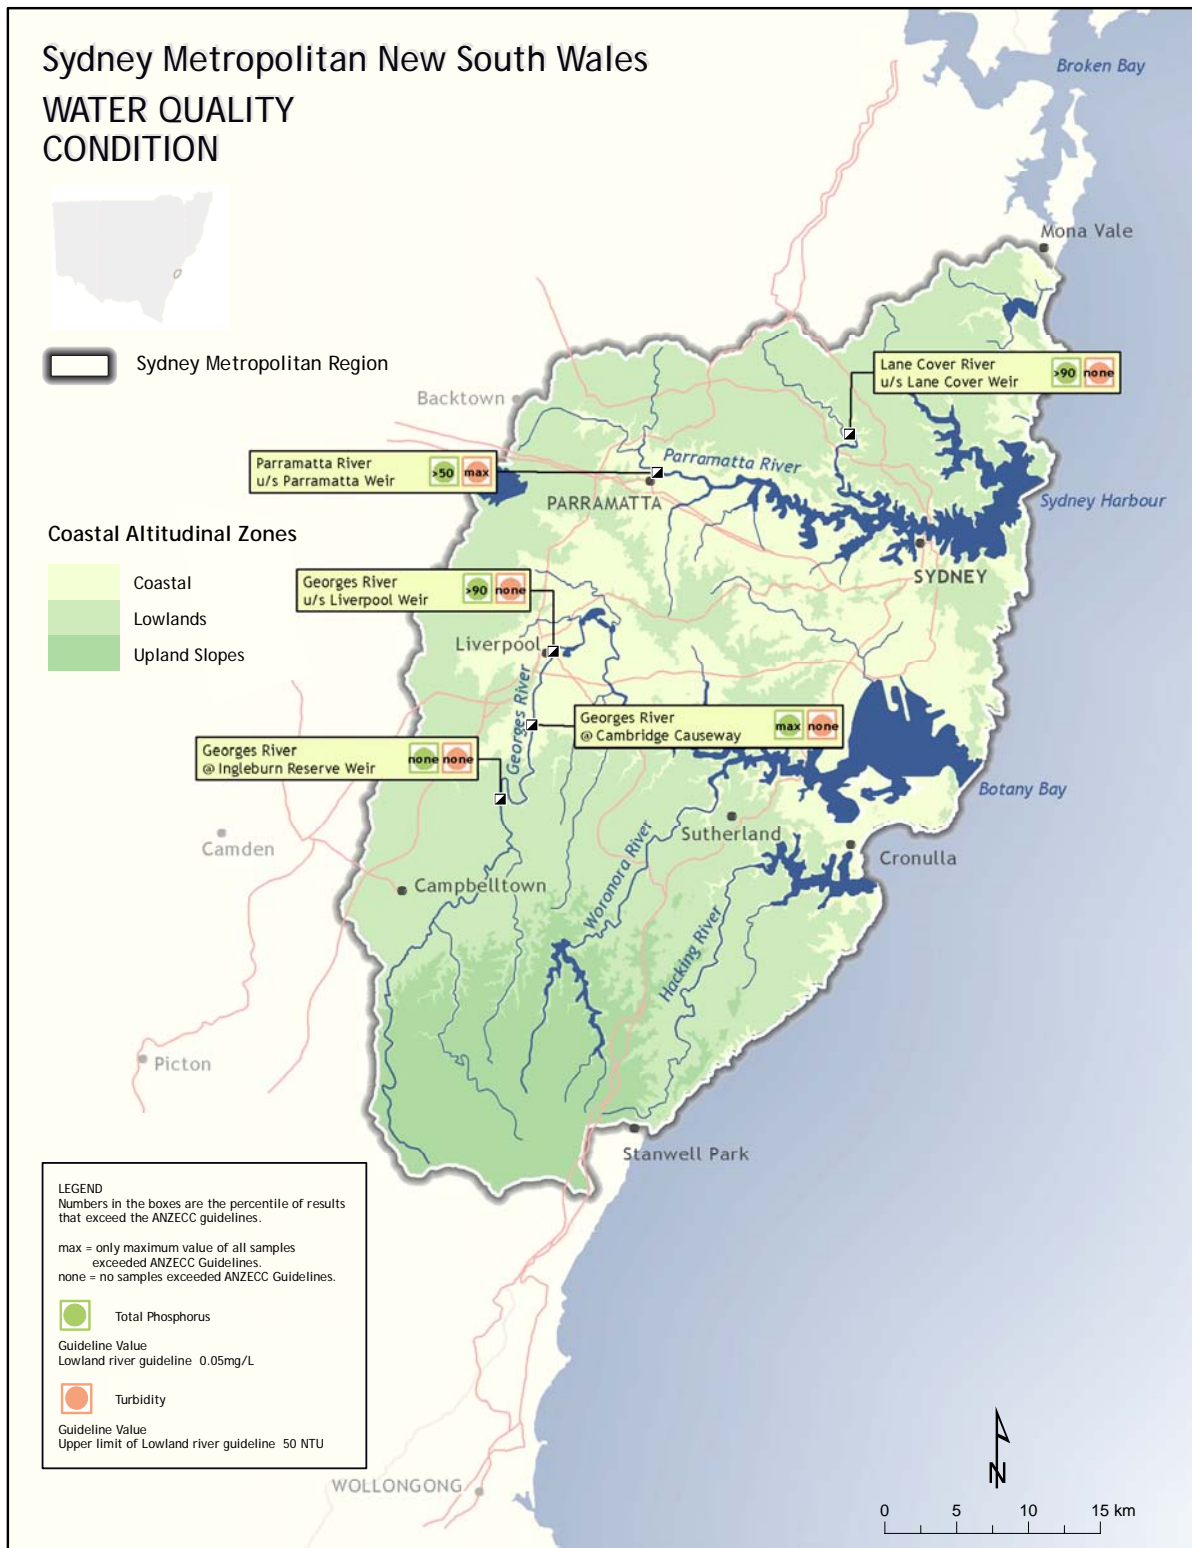 Sydney Metropolitan New South Wales
WATER QUALITY
CONDITION
Broken Bay
Mona Vale
Sydney Metropolitan Region
Lane Cover River
u/s Lane Cover Weir
>90
none
Backtown
Parramatta River
u/s Parramatta Weir
>50
max
Parramatta River
PARRAMATTA
Sydney Harbour
Coastal Altitudinal Zones
Coastal
Lowlands
Upland Slopes
SYDNEY
Georges River
u/s Liverpool Weir
>90
none
Liverpool
Georges River
Georges River
@ Cambridge Causeway
max
none
Georges River
@ Ingleburn Reserve Weir
none
none
Botany Bay
Sutherland
Cronulla
Camden
Campbelltown
Woronora River
Hacking River
Picton
Stanwell Park
LEGEND
Numbers in the boxes are the percentile of results
that exceed the ANZECC guidelines.
max = only maximum value of all samples
exceeded ANZECC Guidelines.
none = no samples exceeded ANZECC Guidelines.
Total Phosphorus
Guideline Value
Lowland river guideline 0.05mg/L
Turbidity
Guideline Value
Upper limit of Lowland river guideline 50 NTU
WOLLONGONG
N
0 5 10 15 km